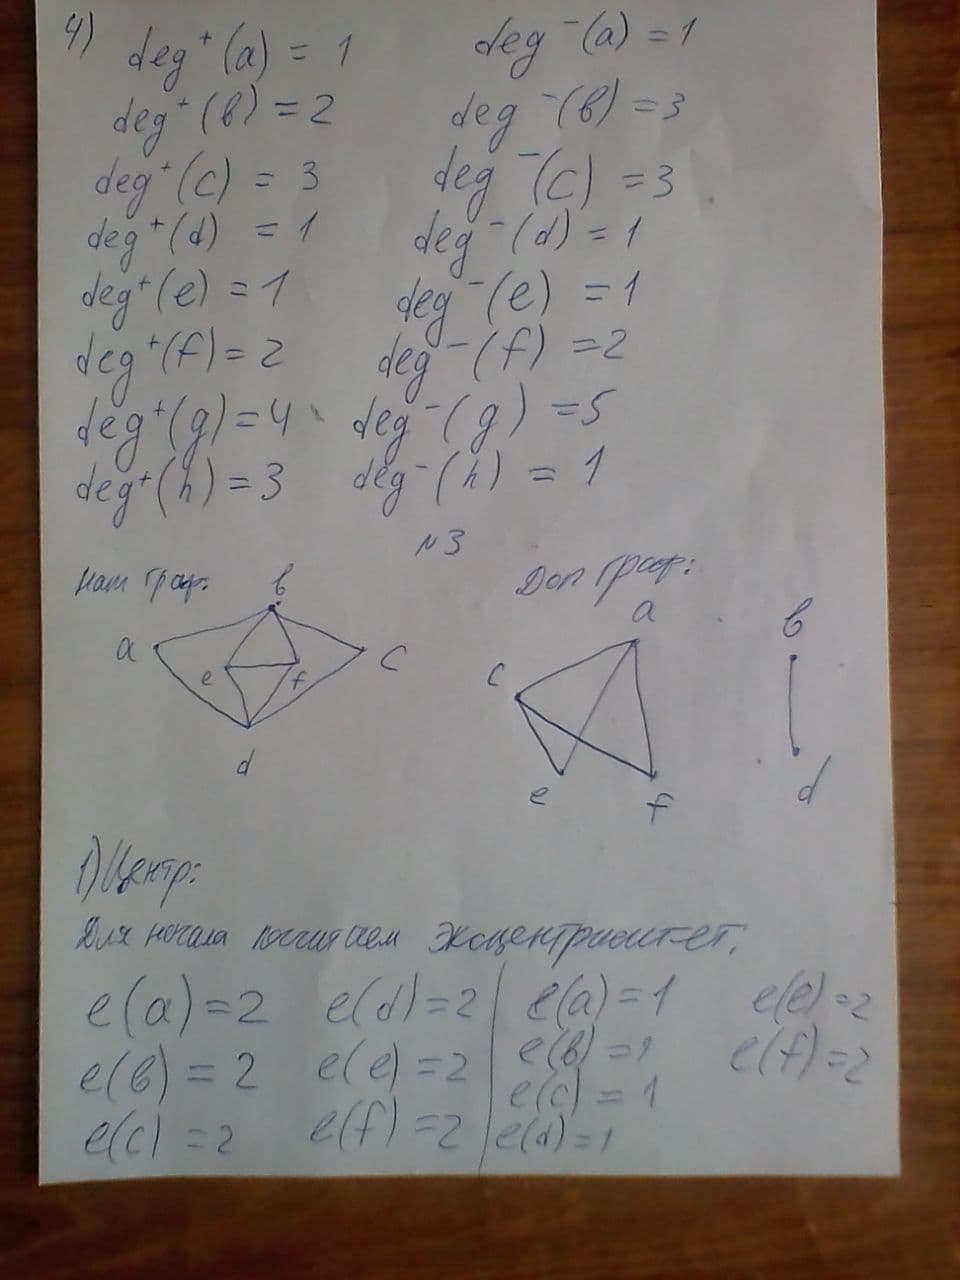 4)
deg⁺(a) = 1 deg⁻(a) = 1
deg⁺(в) = 2 deg⁻(в) = 3
deg⁺(c) = 3 deg⁻(c) = 3
deg⁺(d) = 1 deg⁻(d) = 1
deg⁺(e) = 1 deg⁻(e) = 1
deg⁺(f) = 2 deg⁻(f) = 2
deg⁺(g) = 4 deg⁻(g) = 5
deg⁺(h) = 3 deg⁻(h) = 1
№3
Наш граф:
в
a
e
f
c
d
Доп граф:
a
c
e
f
в
d
1) Центр:
Для начала посчитаем эксцентриситет.
e(a) = 2 e(d) = 2 e(a) = 1 e(e) = 2
e(в) = 2 e(e) = 2 e(в) = 1 e(f) = 2
e(c) = 2 e(f) = 2 e(c) = 1
e(d) = 1